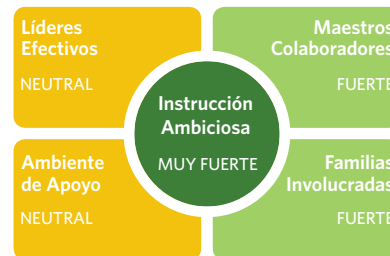 Líderes
Efectivos
NEUTRAL
Maestros
Colaboradores
FUERTE
Instrucción
Ambiciosa
MUY FUERTE
Ambiente
de Apoyo
NEUTRAL
Familias
Involucradas
FUERTE